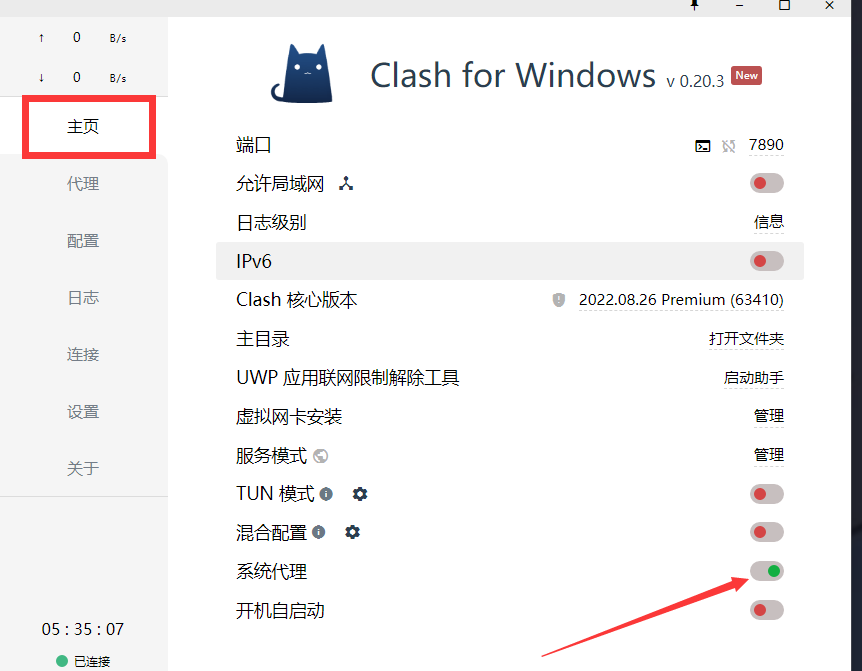 ↑ 0 B/s
↓ 0 B/s
主页
代理
配置
日志
连接
设置
关于
05 : 35 : 07
已连接
Clash for Windows v 0.20.3 New
端口 7890
允许局域网
日志级别 信息
IPv6
Clash 核心版本 2022.08.26 Premium (63410)
主目录 打开文件夹
UWP 应用联网限制解除工具 启动助手
虚拟网卡安装 管理
服务模式 管理
TUN 模式
混合配置
系统代理
开机自启动